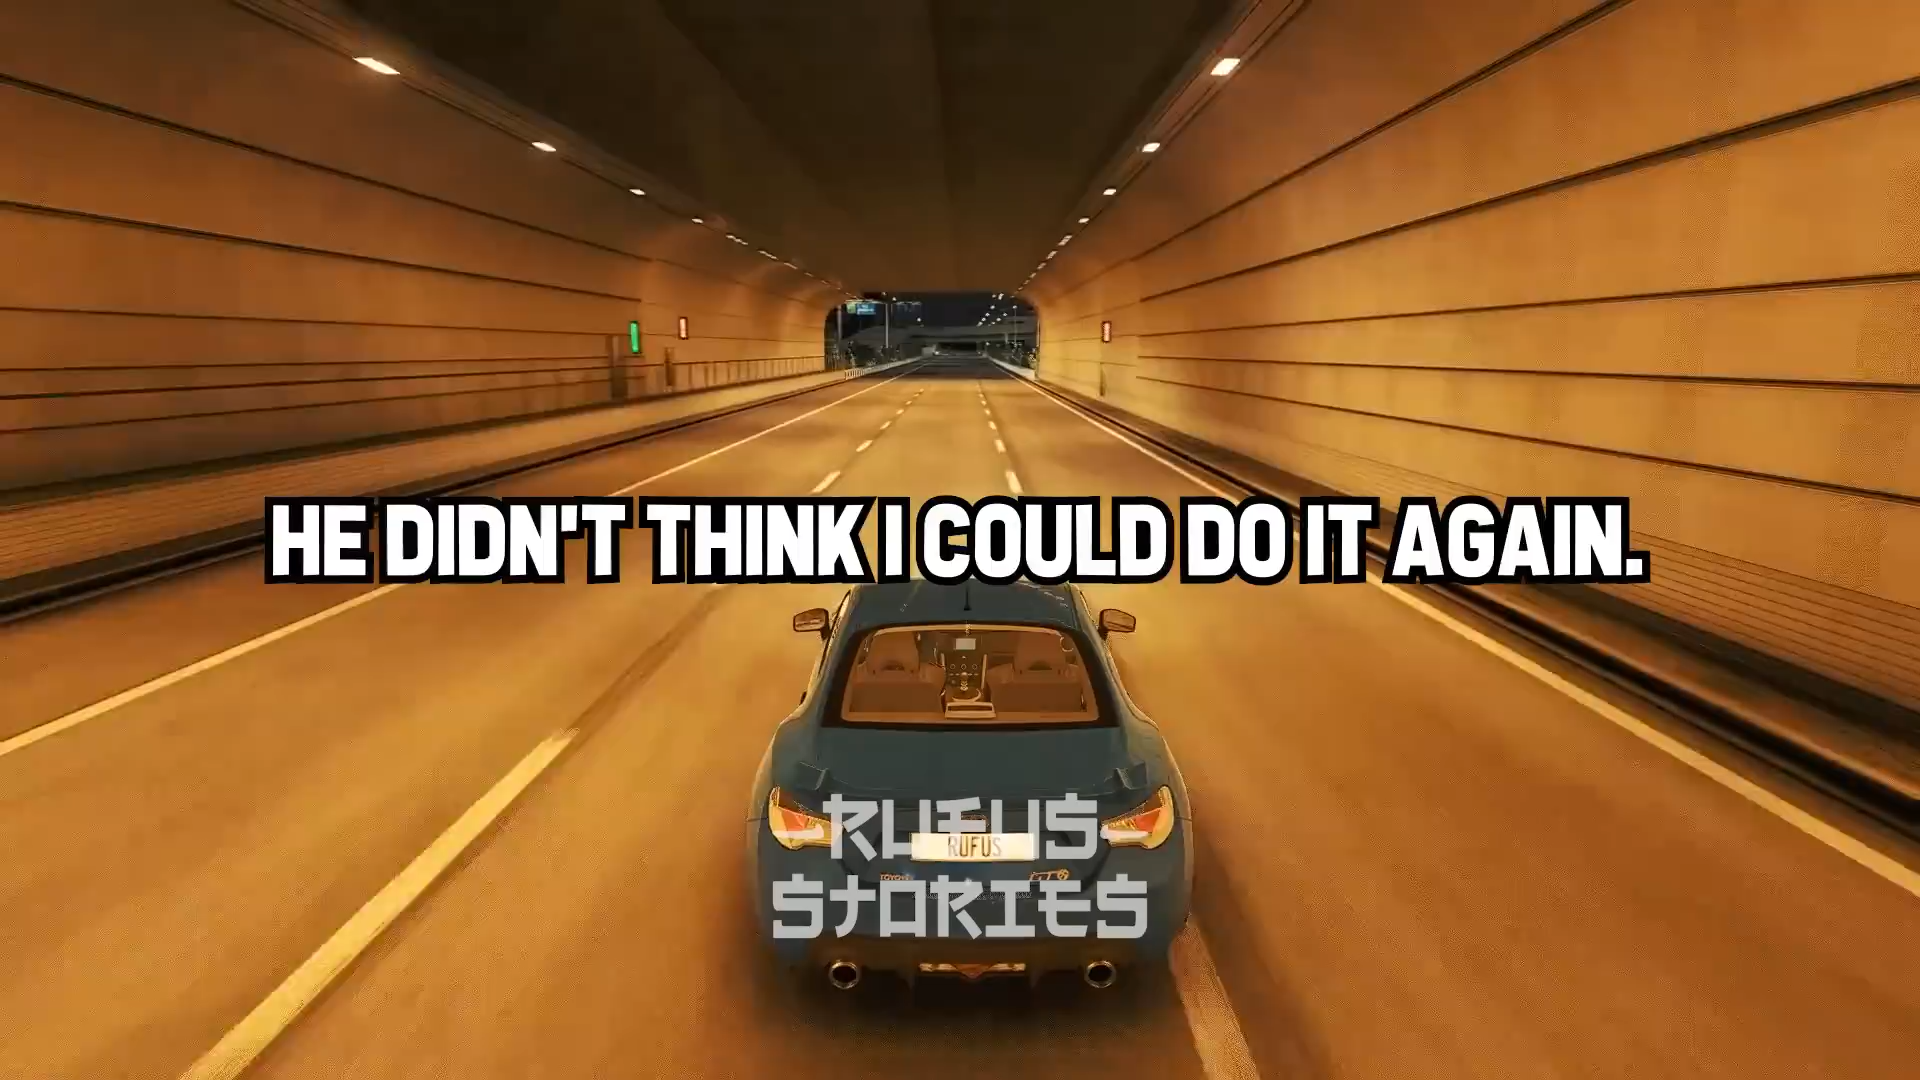 HE DIDN'T THINK I COULD DO IT AGAIN.
RUFUS
RUFUS
STORIES